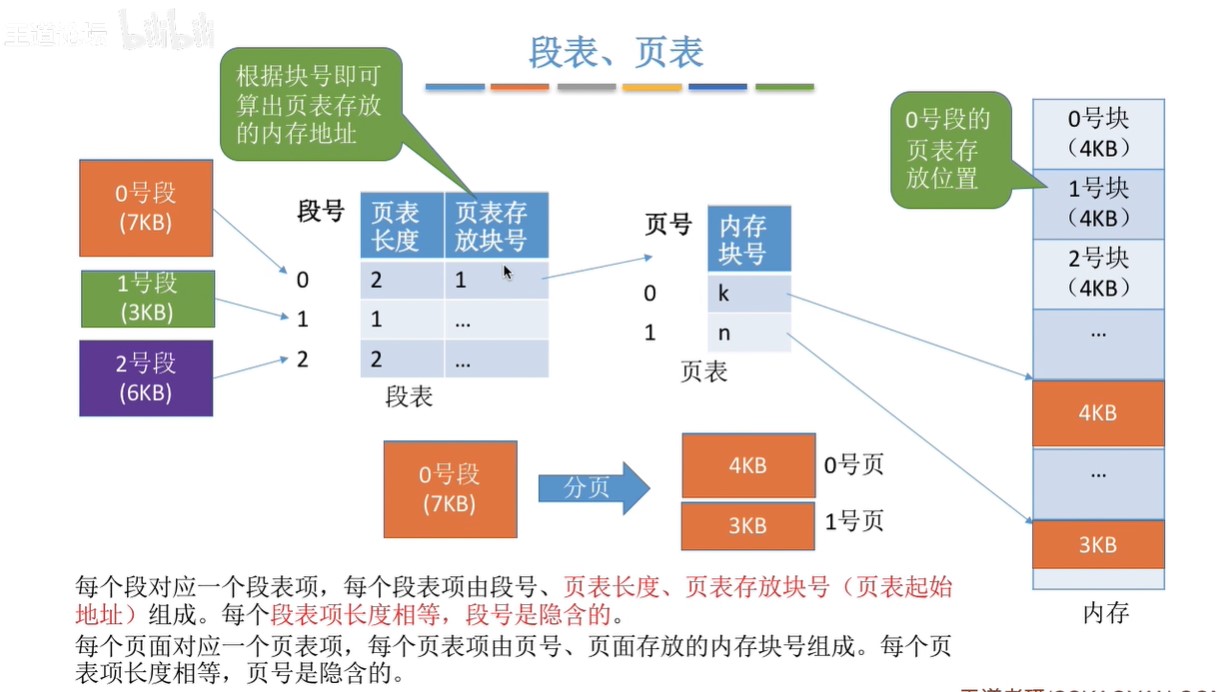 王道论坛 bilibili
段表、页表
根据块号即可
算出页表存放
的内存地址
0号段的
页表存
放位置
0号段
(7KB)
1号段
(3KB)
2号段
(6KB)
段号
页表
长度
页表存
放块号
0
2
1
1
1
...
2
2
...
段表
页号
内存
块号
0
k
1
n
页表
0号块
（4KB）
1号块
（4KB）
2号块
（4KB）
...
4KB
...
3KB
内存
0号段
(7KB)
分页
4KB
0号页
3KB
1号页
每个段对应一个段表项，每个段表项由段号、页表长度、页表存放块号（页表起始
地址）组成。每个段表项长度相等，段号是隐含的。
每个页面对应一个页表项，每个页表项由页号、页面存放的内存块号组成。每个页
表项长度相等，页号是隐含的。